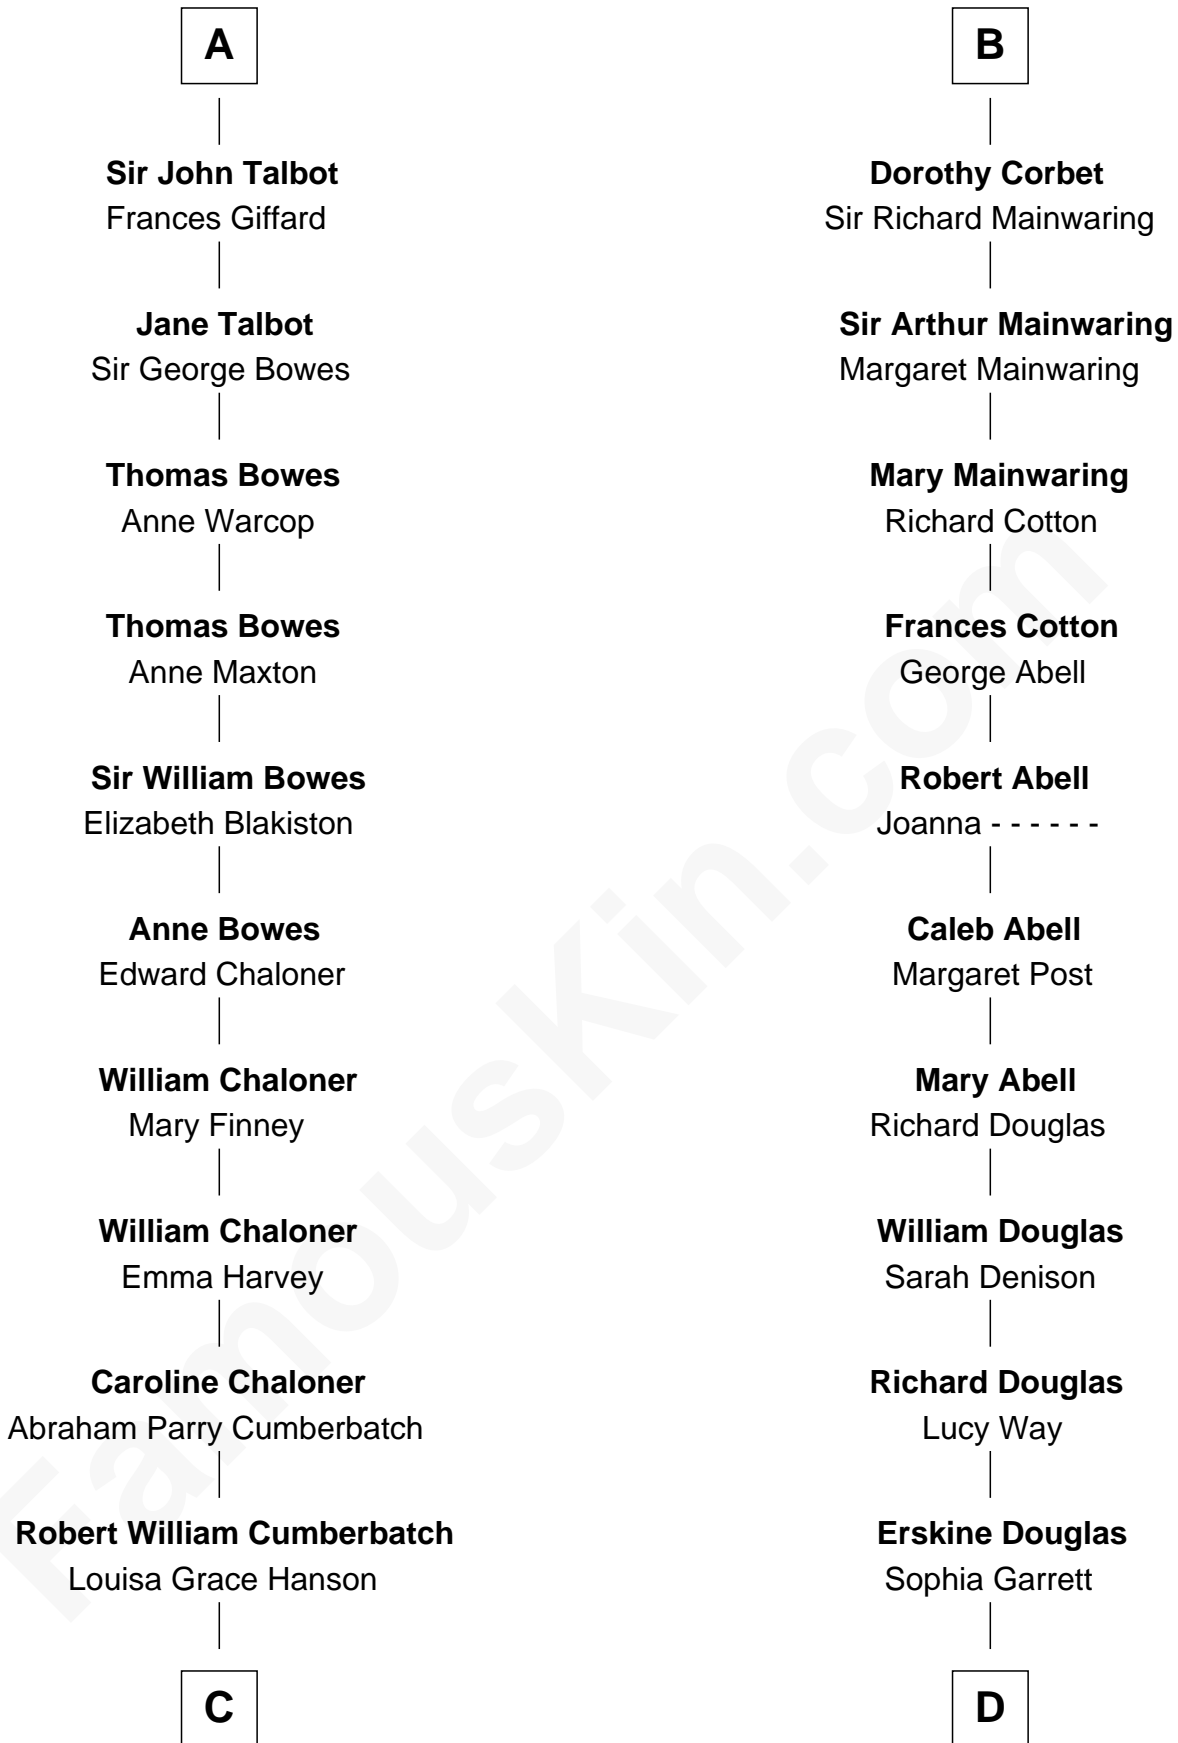 A
Sir John Talbot
Frances Giffard
Jane Talbot
Sir George Bowes
Thomas Bowes
Anne Warcop
Thomas Bowes
Anne Maxton
Sir William Bowes
Elizabeth Blakiston
Anne Bowes
Edward Chaloner
William Chaloner
Mary Finney
William Chaloner
Emma Harvey
Caroline Chaloner
Abraham Parry Cumberbatch
Robert William Cumberbatch
Louisa Grace Hanson
C
B
Dorothy Corbet
Sir Richard Mainwaring
Sir Arthur Mainwaring
Margaret Mainwaring
Mary Mainwaring
Richard Cotton
Frances Cotton
George Abell
Robert Abell
Joanna - - - - - -
Caleb Abell
Margaret Post
Mary Abell
Richard Douglas
William Douglas
Sarah Denison
Richard Douglas
Lucy Way
Erskine Douglas
Sophia Garrett
D
FamousKin.com